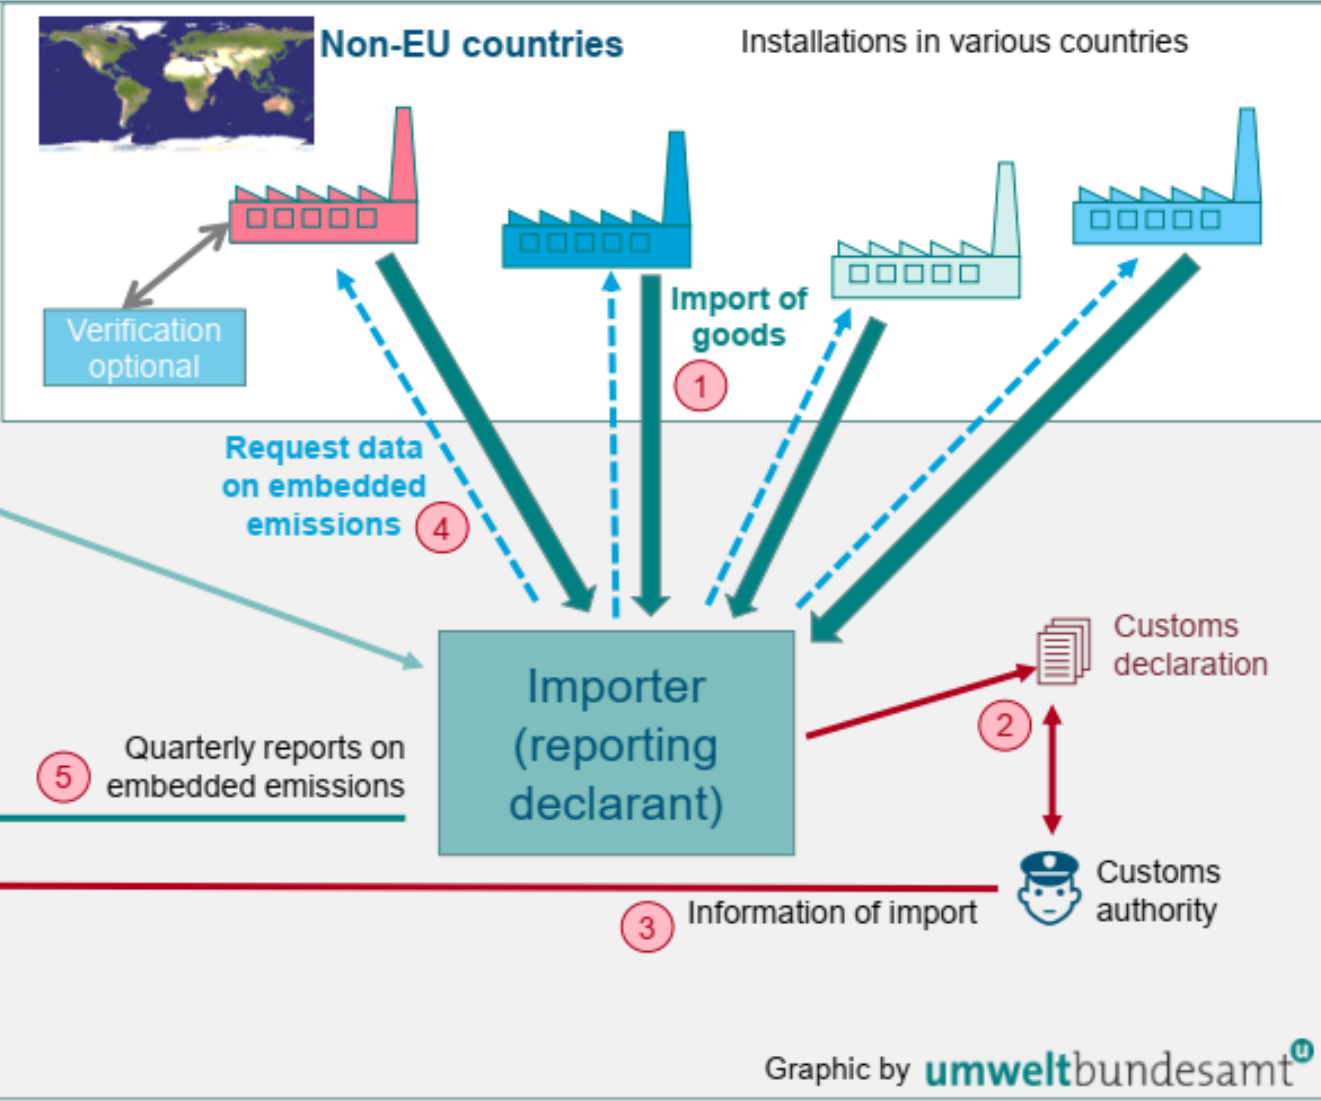 Non-EU countries
Installations in various countries
Verification
optional
Import of
goods
1
Request data
on embedded
emissions
4
Importer
(reporting
declarant)
Customs
declaration
2
Quarterly reports on
embedded emissions
5
Customs
authority
Information of import
3
Graphic by umweltbundesamt
u